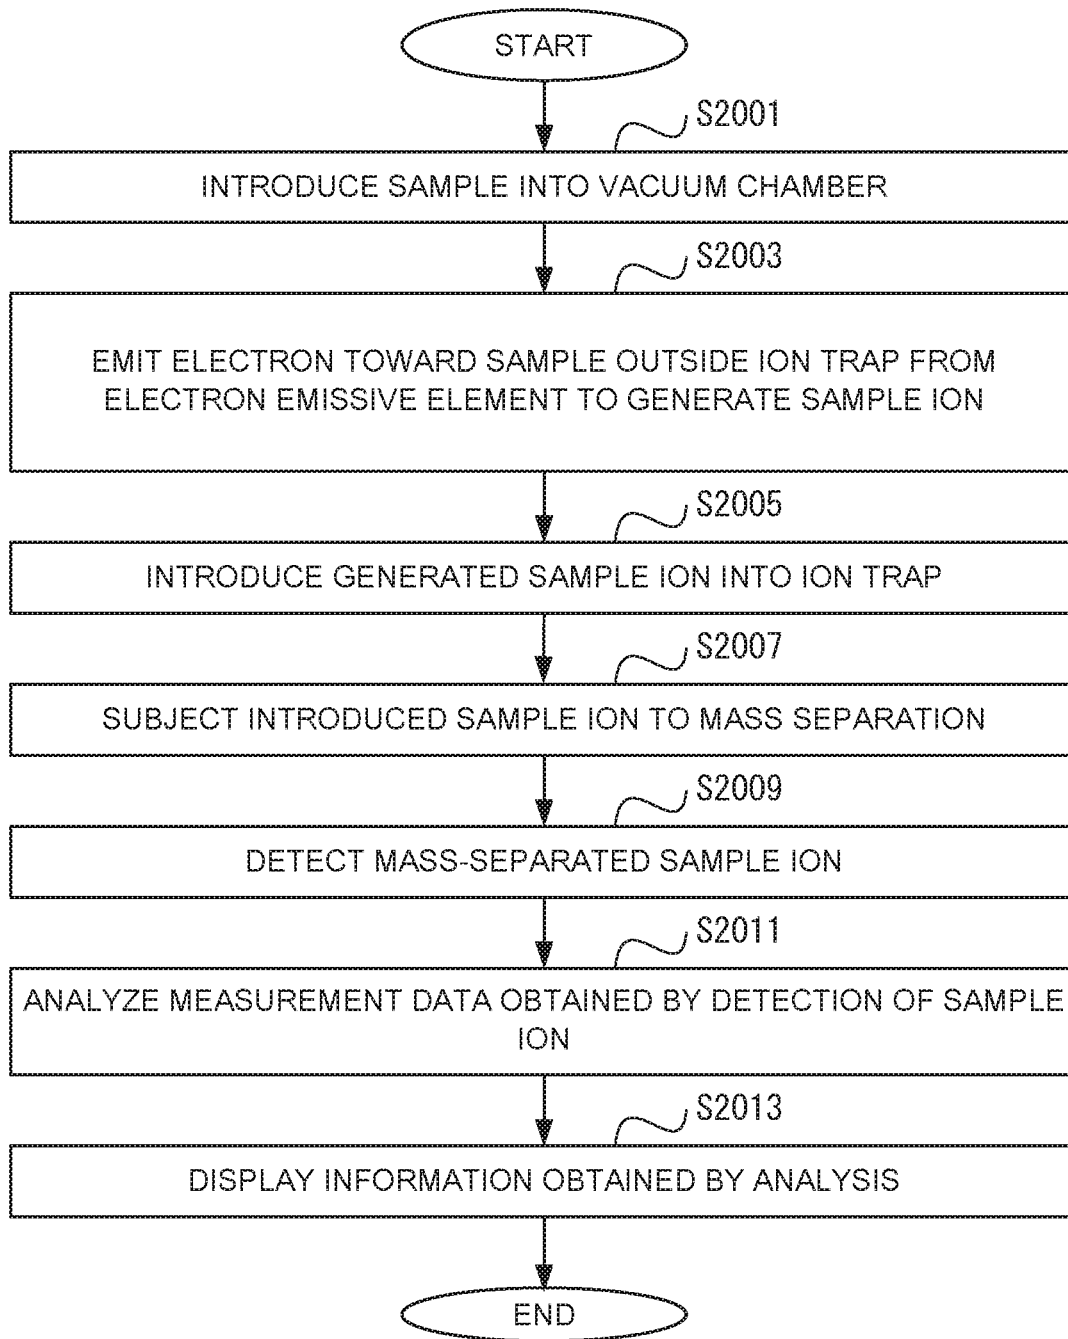 START
S2001
INTRODUCE SAMPLE INTO VACUUM CHAMBER
S2003
EMIT ELECTRON TOWARD SAMPLE OUTSIDE ION TRAP FROM
ELECTRON EMISSIVE ELEMENT TO GENERATE SAMPLE ION
S2005
INTRODUCE GENERATED SAMPLE ION INTO ION TRAP
S2007
SUBJECT INTRODUCED SAMPLE ION TO MASS SEPARATION
S2009
DETECT MASS-SEPARATED SAMPLE ION
S2011
ANALYZE MEASUREMENT DATA OBTAINED BY DETECTION OF SAMPLE
ION
S2013
DISPLAY INFORMATION OBTAINED BY ANALYSIS
END